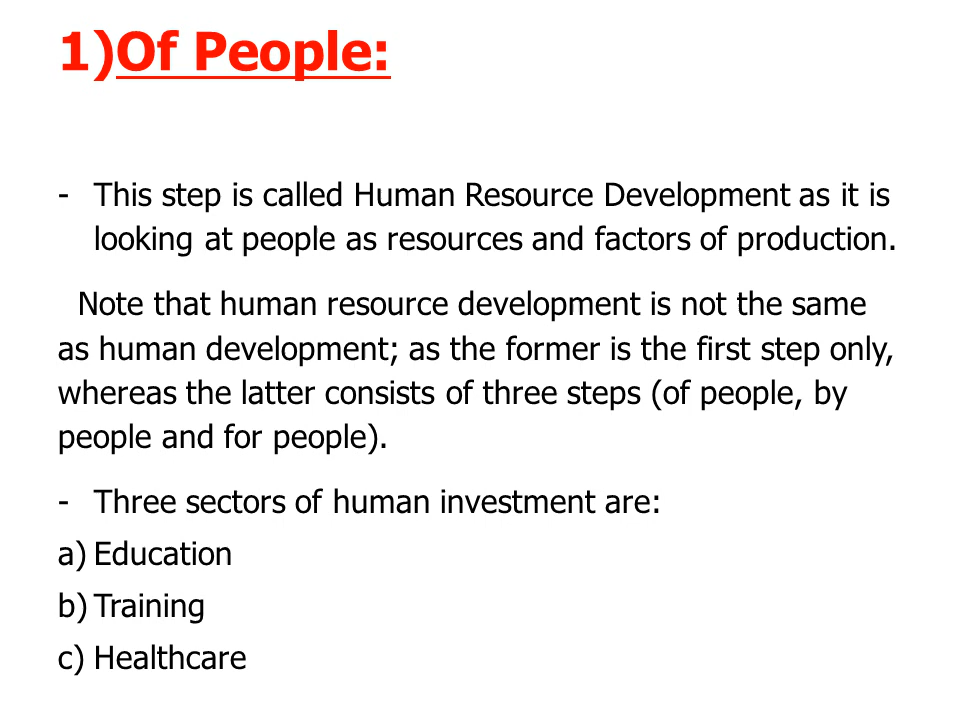 1)Of People:
- This step is called Human Resource Development as it is
looking at people as resources and factors of production.
Note that human resource development is not the same
as human development; as the former is the first step only,
whereas the latter consists of three steps (of people, by
people and for people).
- Three sectors of human investment are:
a) Education
b) Training
c) Healthcare